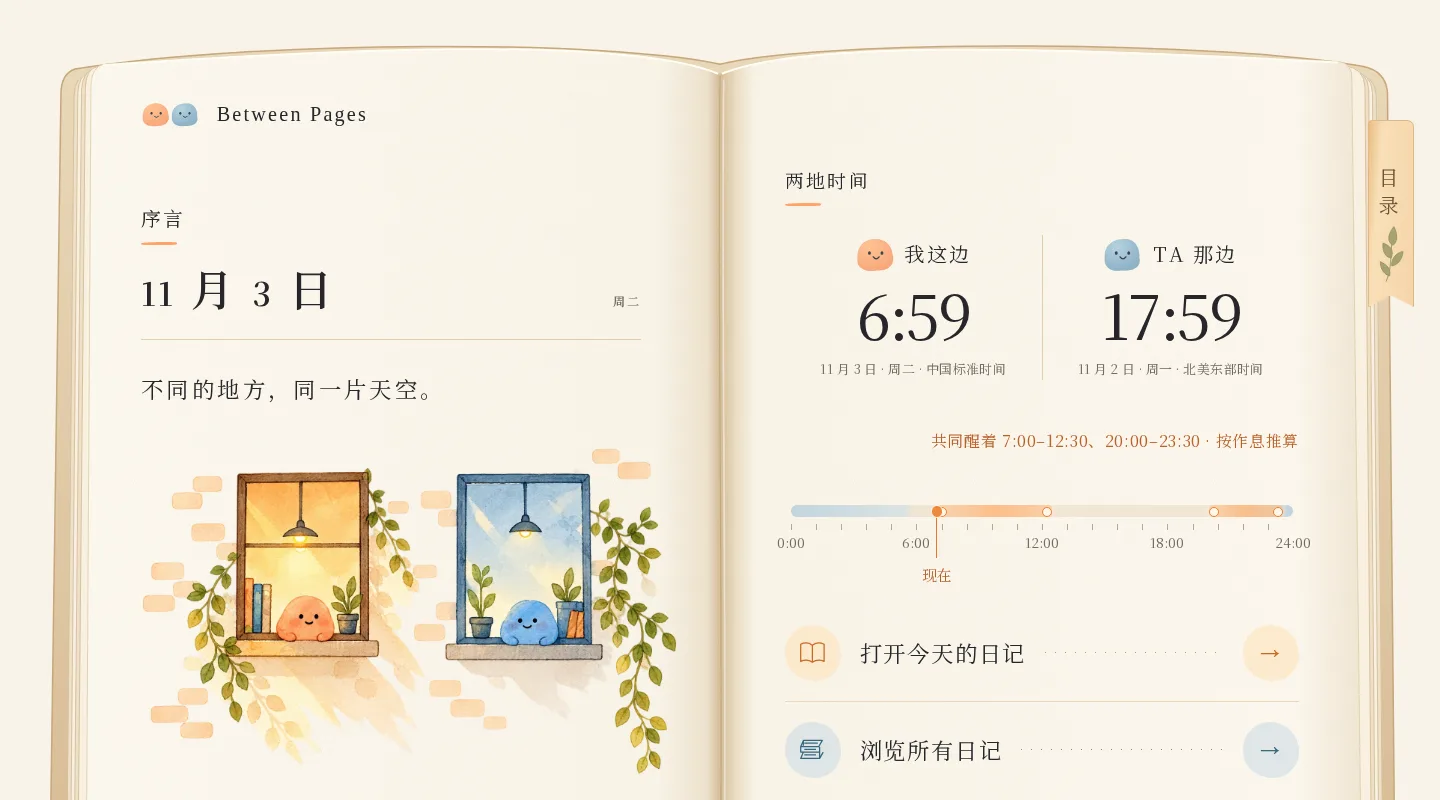 Between Pages
序言
11 月 3 日
周二
不同的地方，同一片天空。
两地时间
我这边
6:59
11 月 3 日 · 周二 · 中国标准时间
TA 那边
17:59
11 月 2 日 · 周一 · 北美东部时间
共同醒着 7:00–12:30、20:00–23:30 · 按作息推算
0:00 6:00 12:00 18:00 24:00
现在
打开今天的日记 →
浏览所有日记 →
目录